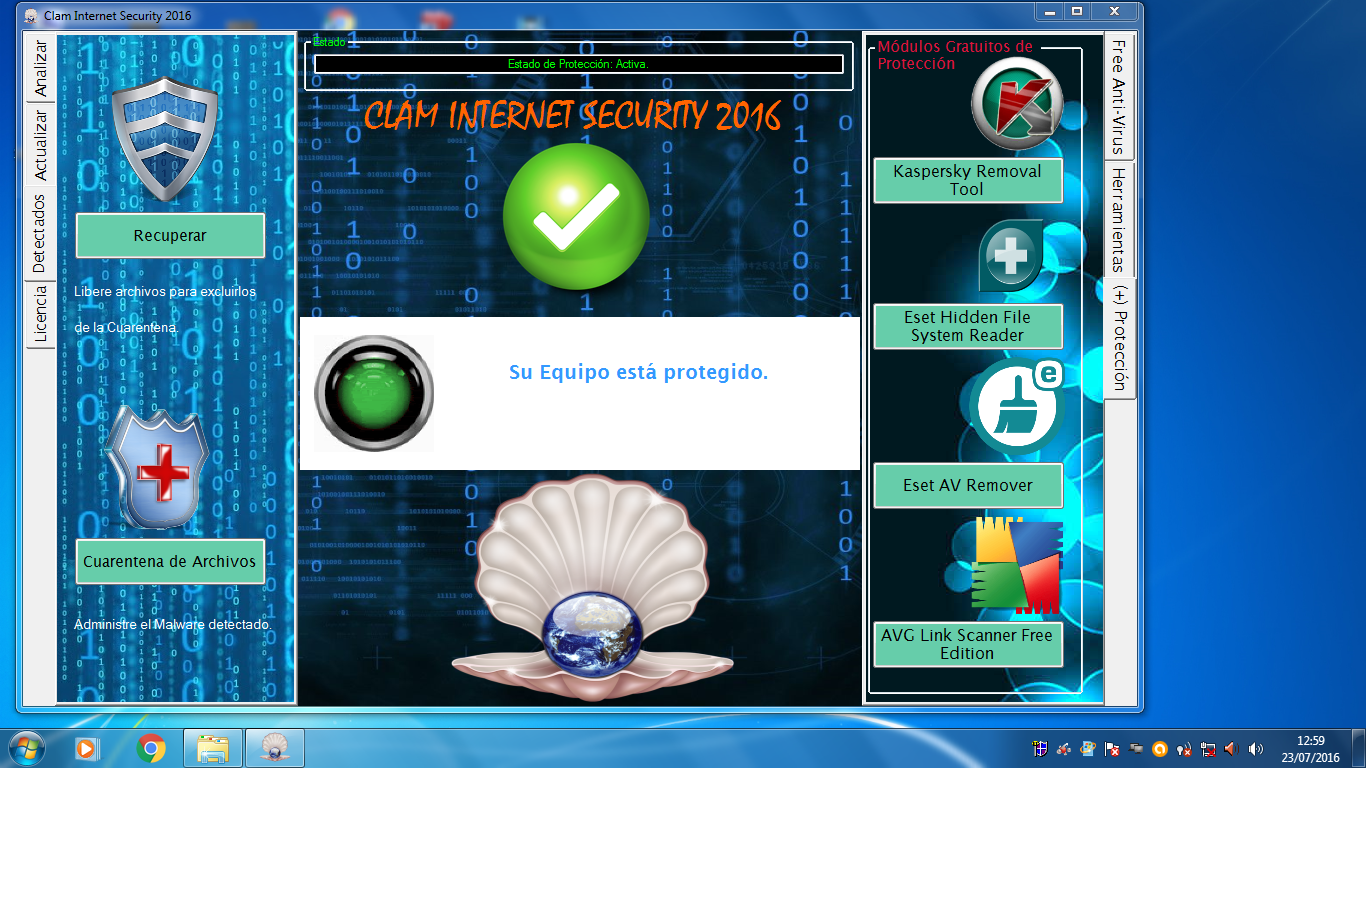 Clam Internet Security 2016
Analizar
Actualizar
Detectados
Licencia
Recuperar
Libere archivos para excluirlos
de la Cuarentena.
Cuarentena de Archivos
Administre el Malware detectado.
Estado
Estado de Protección: Activa.
CLAM INTERNET SECURITY 2016
Su Equipo está protegido.
Módulos Gratuitos de
Protección
Kaspersky Removal
Tool
Eset Hidden File
System Reader
Eset AV Remover
AVG Link Scanner Free
Edition
Free Anti-Virus
Herramientas
(+) Protección
12:59
23/07/2016